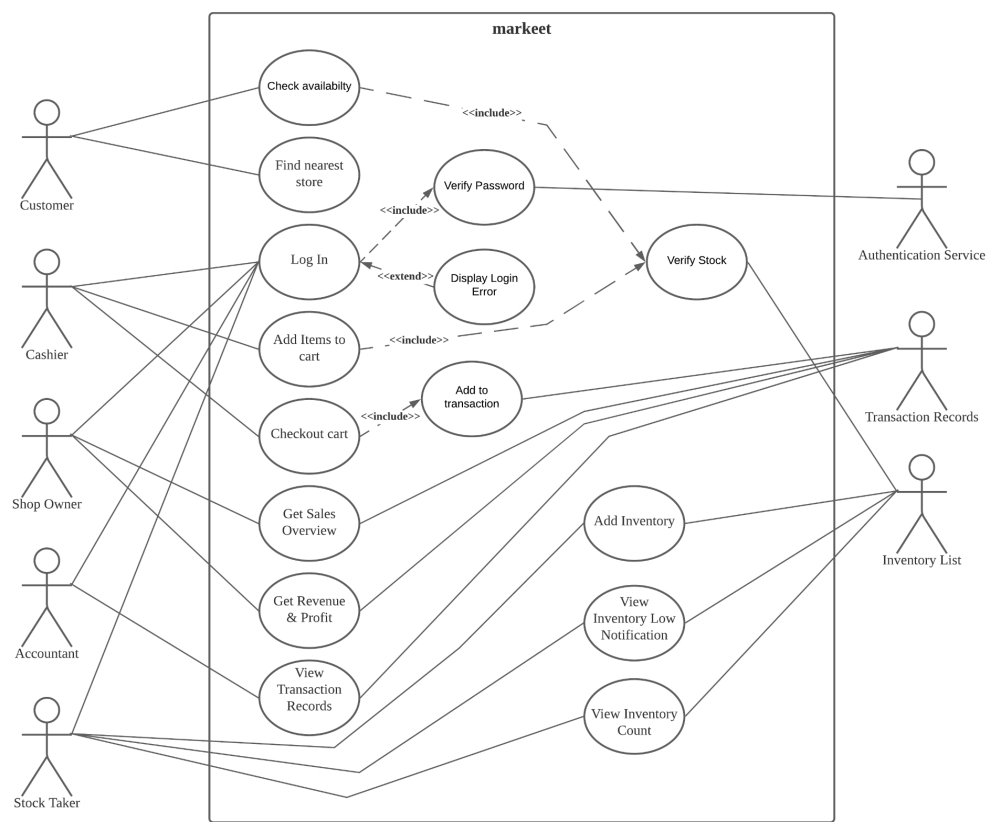 markeet
Check availabilty
<<include>>
Find nearest
store
Customer
Verify Password
<<include>>
Authentication Service
Log In
<<extend>>
Display Login
Error
Verify Stock
Cashier
Add Items to
cart
<<include>>
Add to
transaction
<<include>>
Transaction Records
Checkout cart
Shop Owner
Get Sales
Overview
Add Inventory
Inventory List
Get Revenue
& Profit
View
Inventory Low
Notification
Accountant
View
Transaction
Records
View Inventory
Count
Stock Taker